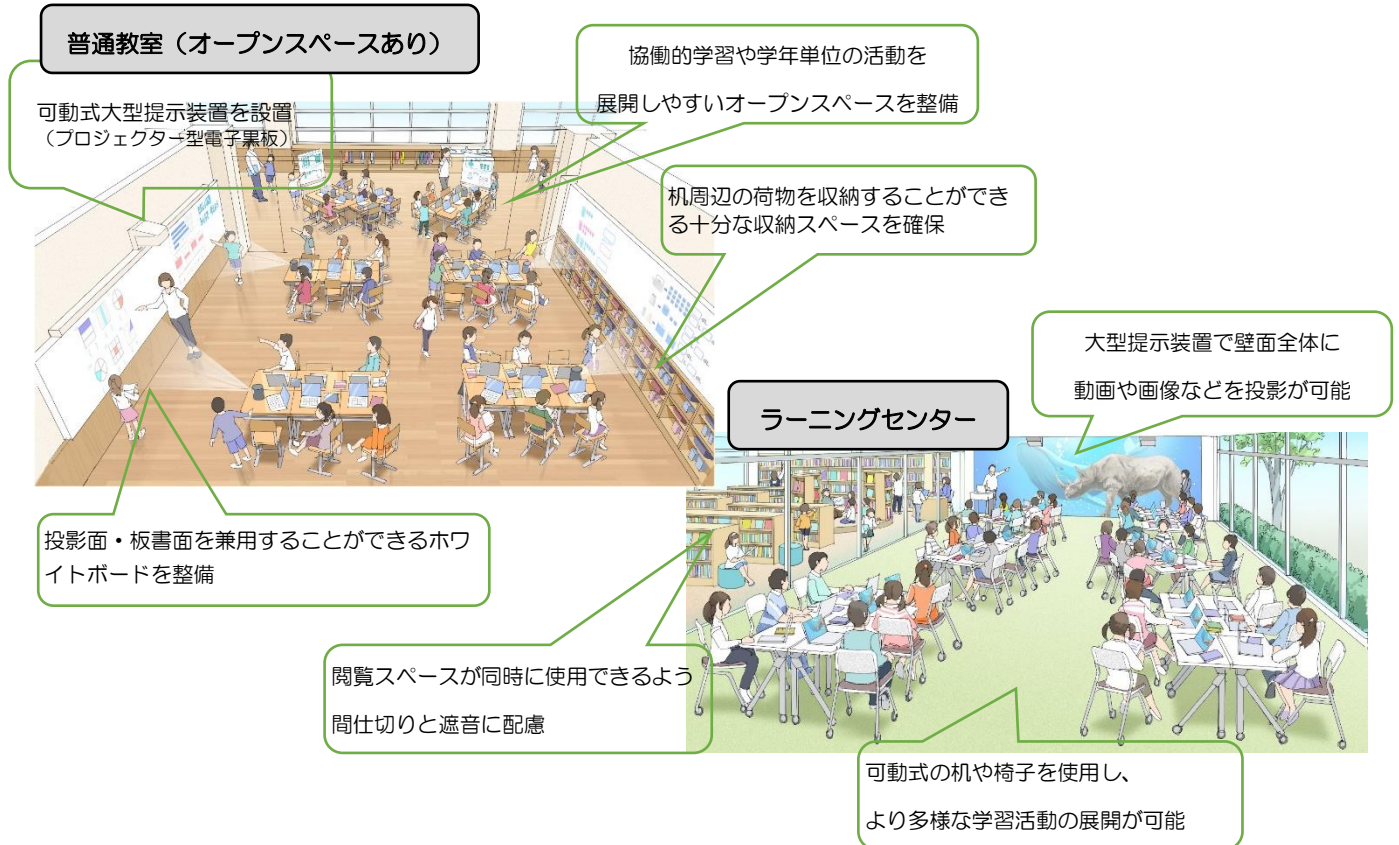 普通教室（オープンスペースあり）
可動式大型提示装置を設置
（プロジェクター型電子黒板）
協働的学習や学年単位の活動を
展開しやすいオープンスペースを整備
机周辺の荷物を収納することができ
る十分な収納スペースを確保
投影面・板書面を兼用することができるホワ
イトボードを整備
ラーニングセンター
大型提示装置で壁面全体に
動画や画像などを投影が可能
閲覧スペースが同時に使用できるよう
間仕切りと遮音に配慮
可動式の机や椅子を使用し、
より多様な学習活動の展開が可能